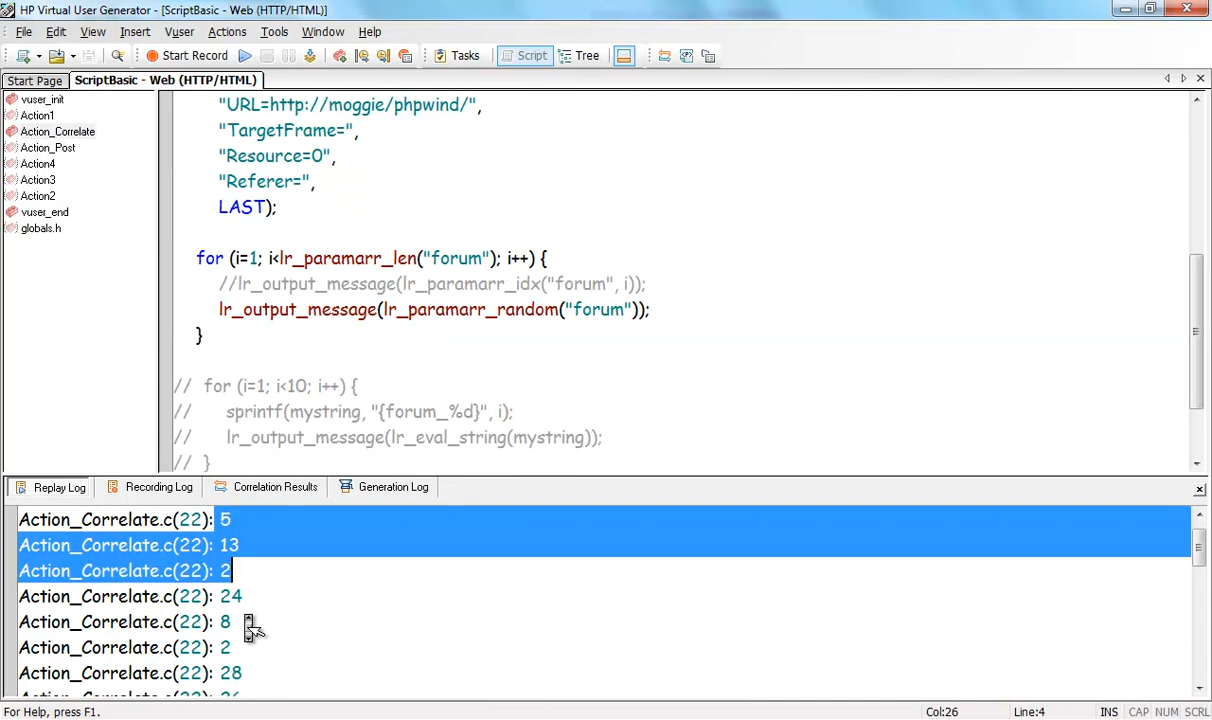 HP Virtual User Generator - [ScriptBasic - Web (HTTP/HTML)]
File Edit View Insert Vuser Actions Tools Window Help
Start Record Tasks Script Tree
Start Page ScriptBasic - Web (HTTP/HTML)
vuser_init
Action1
Action_Correlate
Action_Post
Action4
Action3
Action2
vuser_end
globals.h
"URL=http://moggie/phpwind/",
"TargetFrame=",
"Resource=0",
"Referer=",
LAST);
for (i=1; i<lr_paramarr_len("forum"); i++) {
//lr_output_message(lr_paramarr_idx("forum", i));
lr_output_message(lr_paramarr_random("forum"));
}
// for (i=1; i<10; i++) {
// sprintf(mystring, "{forum_%d}", i);
// lr_output_message(lr_eval_string(mystring));
// }
Replay Log Recording Log Correlation Results Generation Log
Action_Correlate.c(22): 5
Action_Correlate.c(22): 13
Action_Correlate.c(22): 2
Action_Correlate.c(22): 24
Action_Correlate.c(22): 8
Action_Correlate.c(22): 2
Action_Correlate.c(22): 28
For Help, press F1. Col:26 Line:4 INS CAP NUM SCRL